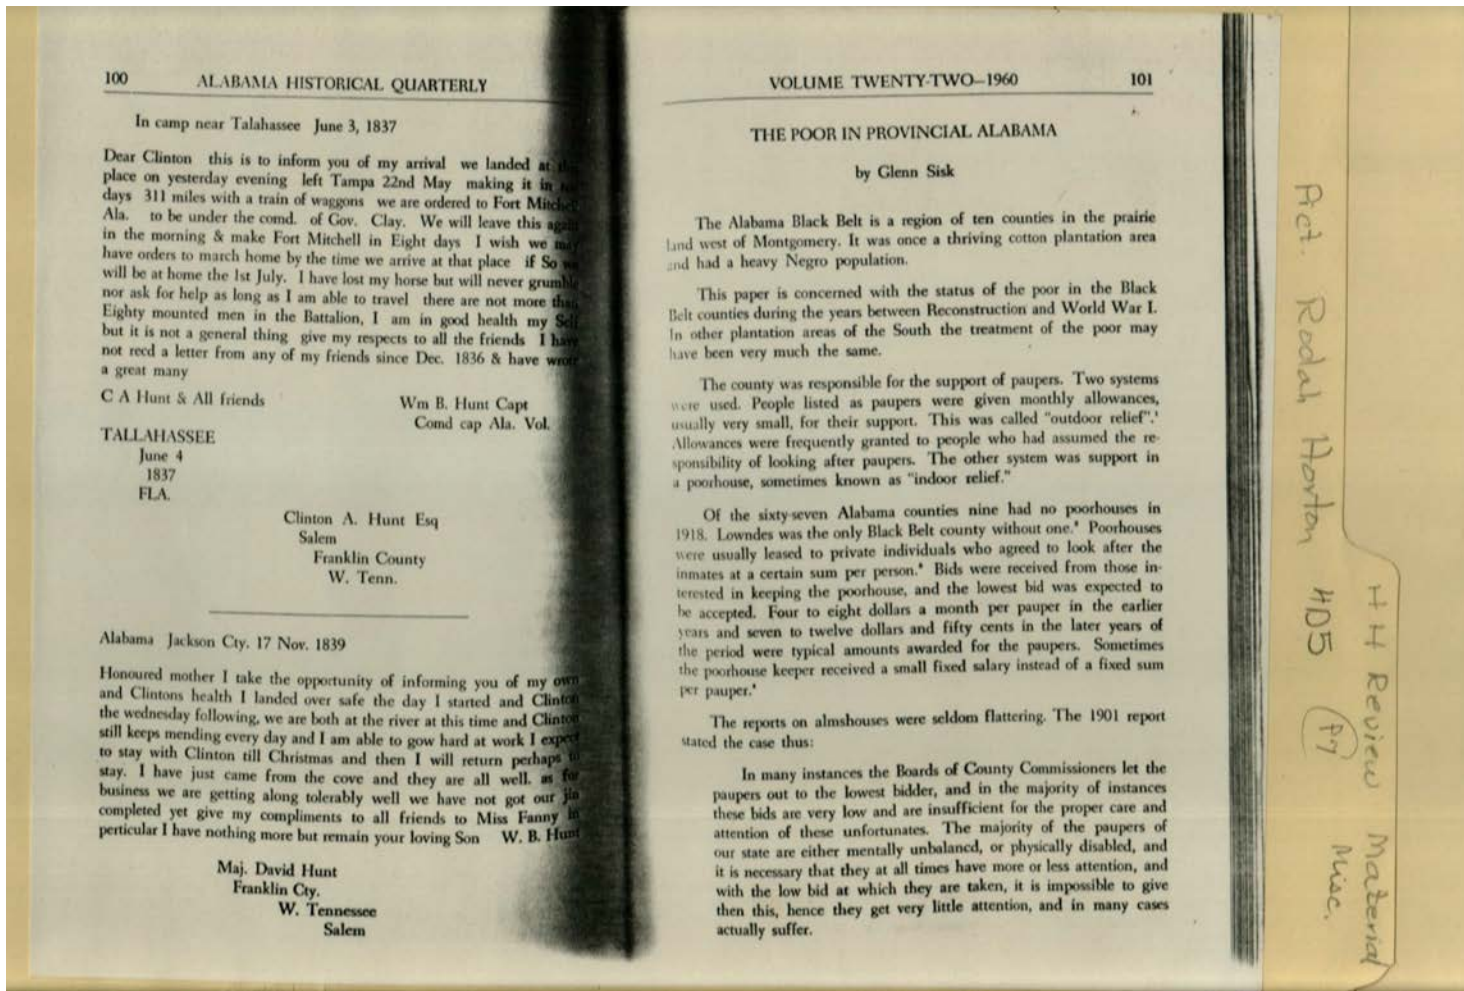 100 ALABAMA HISTORICAL QUARTERLY
In camp near Talahassee June 3, 1837
Dear Clinton this is to inform you of my arrival we landed at
place on yesterday evening left Tampa 22nd May making it in
days 311 miles with a train of waggons we are ordered to Fort Mitchell
Ala. to be under the comd. of Gov. Clay. We will leave this again
in the morning & make Fort Mitchell in Eight days I wish we may
have orders to march home by the time we arrive at that place if So we
will be at home the 1st July. I have lost my horse but will never grumble
nor ask for help as long as I am able to travel there are not more than
Eighty mounted men in the Battalion, I am in good health my Self
but it is not a general thing give my respects to all the friends I have
not recd a letter from any of my friends since Dec. 1836 & have wrote
a great many
C A Hunt & All friends
Wm B. Hunt Capt
Comd cap Ala. Vol.
TALLAHASSEE
June 4
1837
FLA.
Clinton A. Hunt Esq
Salem
Franklin County
W. Tenn.
Alabama Jackson Cty. 17 Nov. 1839
Honoured mother I take the opportunity of informing you of my own
and Clintons health I landed over safe the day I started and Clinton
the wednesday following, we are both at the river at this time and Clinton
still keeps mending every day and I am able to gow hard at work I expect
to stay with Clinton till Christmas and then I will return perhaps to
stay. I have just came from the cove and they are all well. as for
business we are getting along tolerably well we have not got our jin
completed yet give my compliments to all friends to Miss Fanny in
perticular I have nothing more but remain your loving Son W. B. Hunt
Maj. David Hunt
Franklin Cty.
W. Tennessee
Salem
VOLUME TWENTY-TWO—1960 101
THE POOR IN PROVINCIAL ALABAMA
by Glenn Sisk
The Alabama Black Belt is a region of ten counties in the prairie
land west of Montgomery. It was once a thriving cotton plantation area
and had a heavy Negro population.
This paper is concerned with the status of the poor in the Black
Belt counties during the years between Reconstruction and World War I.
In other plantation areas of the South the treatment of the poor may
have been very much the same.
The county was responsible for the support of paupers. Two systems
were used. People listed as paupers were given monthly allowances,
usually very small, for their support. This was called "outdoor relief".
Allowances were frequently granted to people who had assumed the re-
sponsibility of looking after paupers. The other system was support in
a poorhouse, sometimes known as "indoor relief."
Of the sixty-seven Alabama counties nine had no poorhouses in
1918. Lowndes was the only Black Belt county without one. Poorhouses
were usually leased to private individuals who agreed to look after the
inmates at a certain sum per person. Bids were received from those in-
terested in keeping the poorhouse, and the lowest bid was expected to
be accepted. Four to eight dollars a month per pauper in the earlier
years and seven to twelve dollars and fifty cents in the later years of
the period were typical amounts awarded for the paupers. Sometimes
the poorhouse keeper received a small fixed salary instead of a fixed sum
per pauper.
The reports on almshouses were seldom flattering. The 1901 report
stated the case thus:
In many instances the Boards of County Commissioners let the
paupers out to the lowest bidder, and in the majority of instances
these bids are very low and are insufficient for the proper care and
attention of these unfortunates. The majority of the paupers of
our state are either mentally unbalancd, or physically disabled, and
it is necessary that they at all times have more or less attention, and
with the low bid at which they are taken, it is impossible to give
then this, hence they get very little attention, and in many cases
actually suffer.
Pict. Rodah Horton HD5 P7 Misc.
HH Review Material